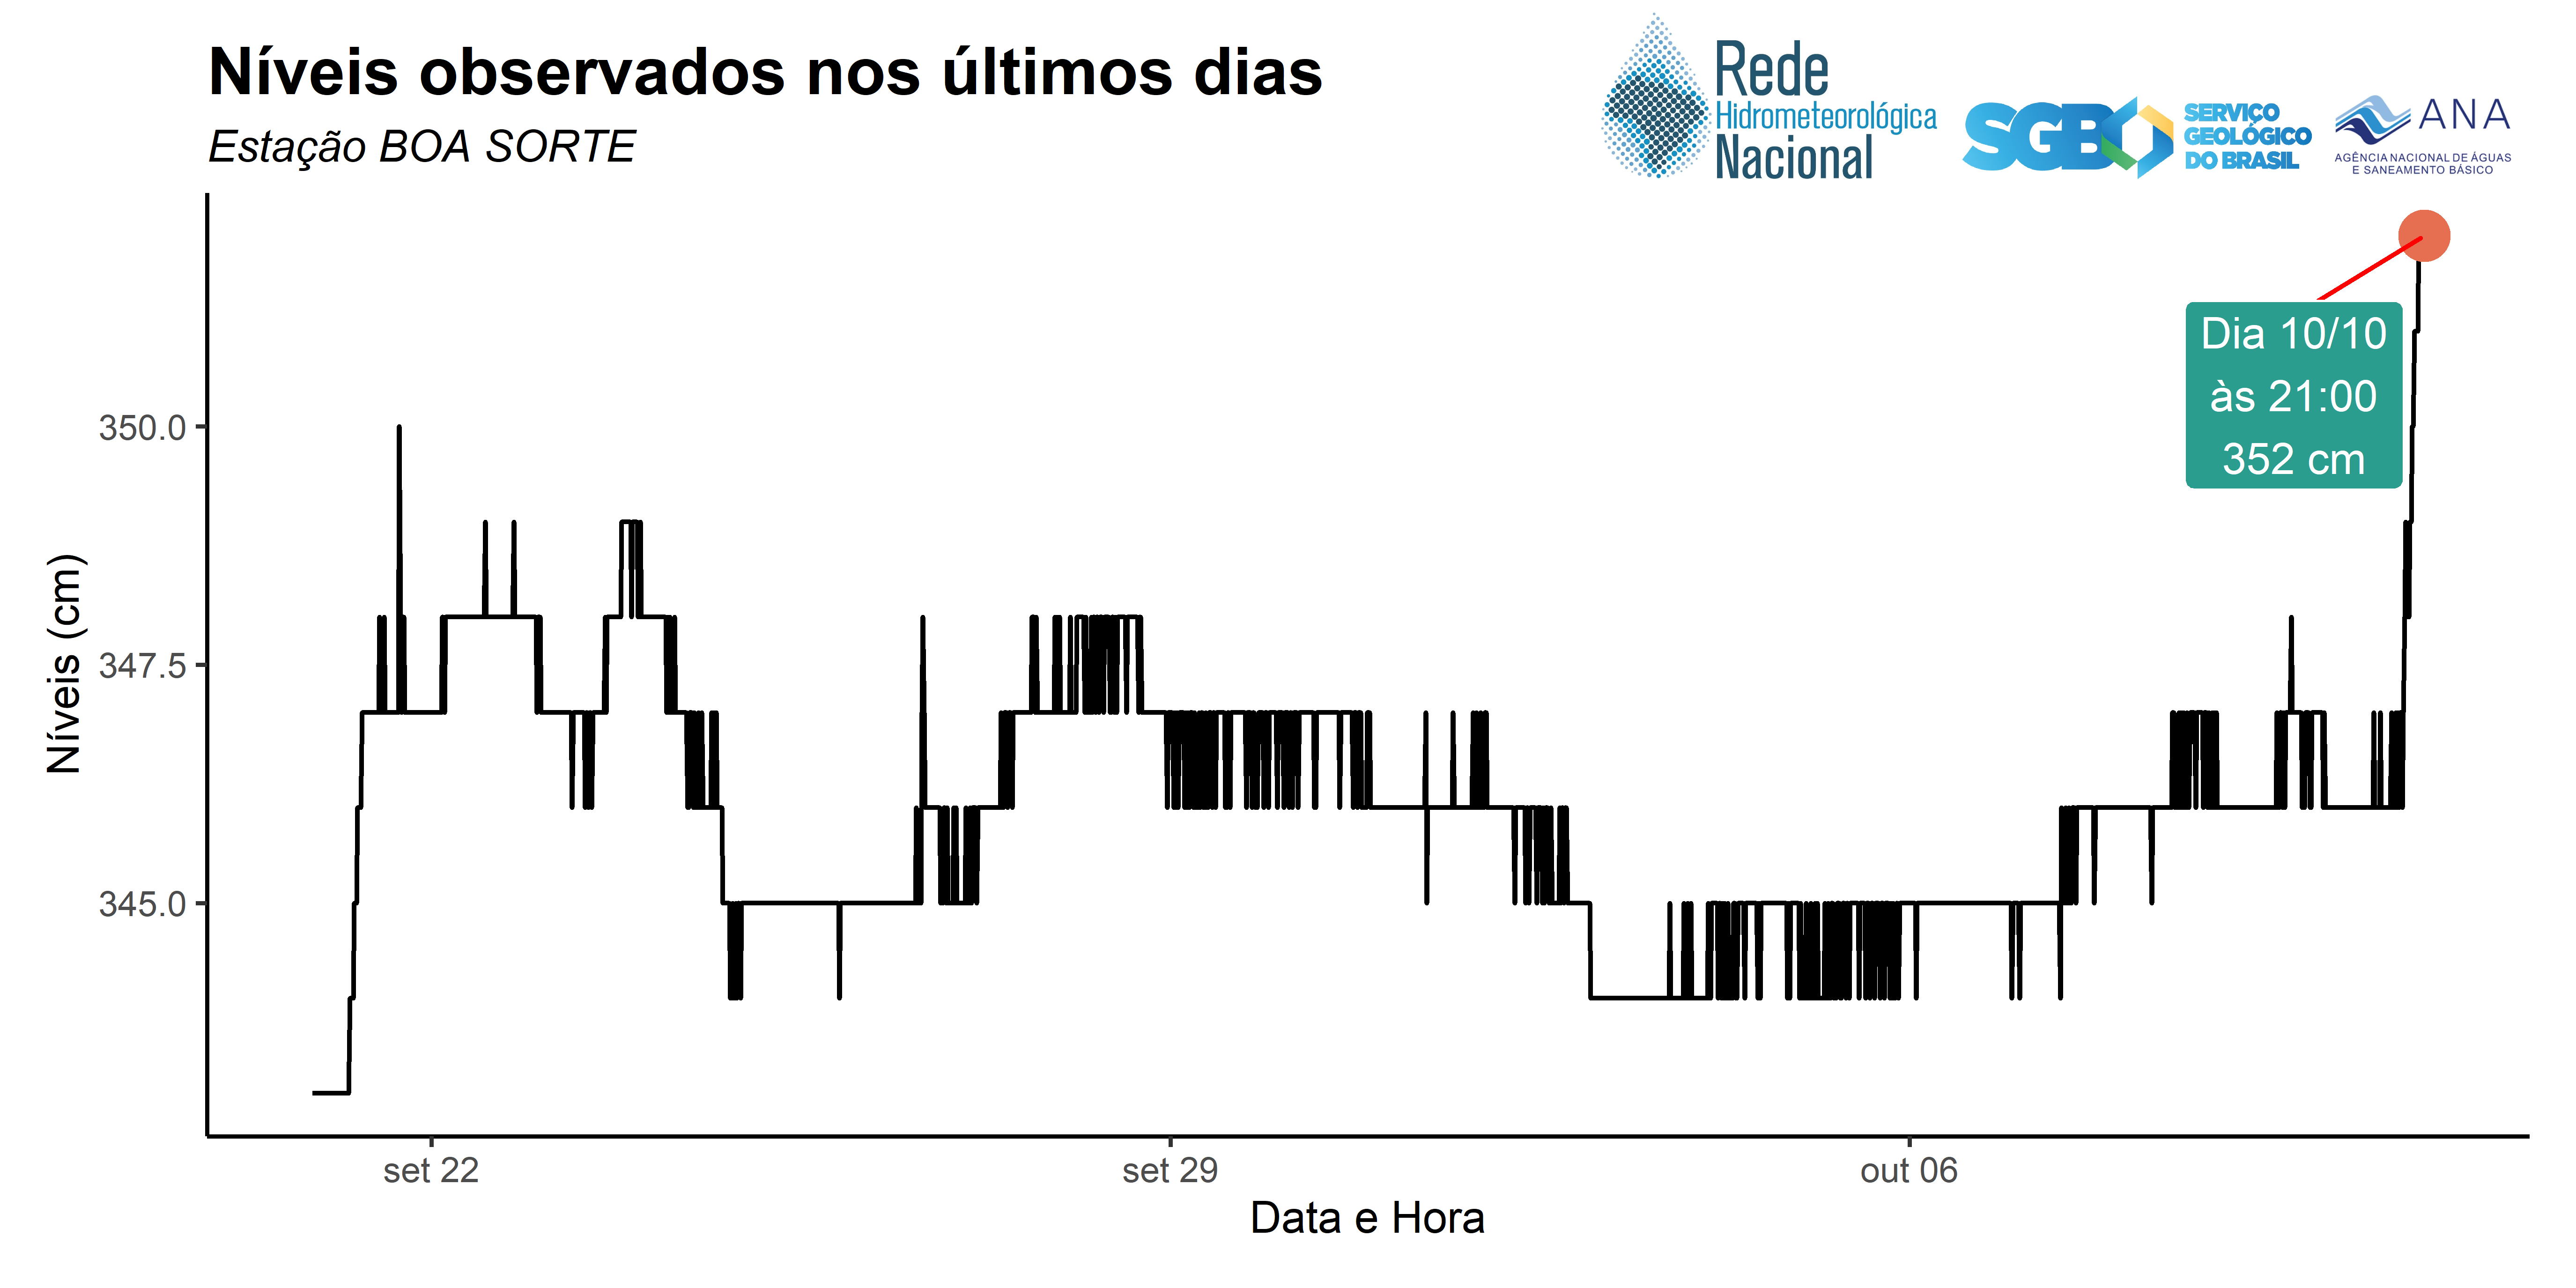 Níveis observados nos últimos dias
Estação BOA SORTE
Rede
Hidrometeorológica
Nacional
SGB
SERVIÇO
GEOLÓGICO
DO BRASIL
ANA
AGÊNCIA NACIONAL DE ÁGUAS
E SANEAMENTO BÁSICO
Dia 10/10
às 21:00
352 cm
Níveis (cm)
350.0
347.5
345.0
set 22
set 29
out 06
Data e Hora